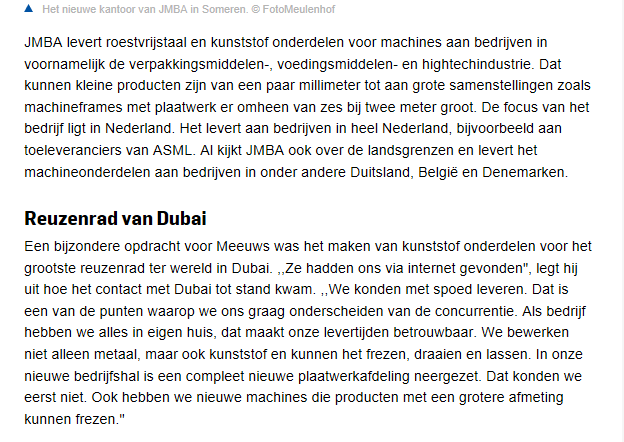 Het nieuwe kantoor van JMBA in Someren. © FotoMeulenhof
JMBA levert roestvrijstaal en kunststof onderdelen voor machines aan bedrijven in
voornamelijk de verpakkingsmiddelen-, voedingsmiddelen- en hightechindustrie. Dat
kunnen kleine producten zijn van een paar millimeter tot aan grote samenstellingen zoals
machineframes met plaatwerk er omheen van zes bij twee meter groot. De focus van het
bedrijf ligt in Nederland. Het levert aan bedrijven in heel Nederland, bijvoorbeeld aan
toeleveranciers van ASML. Al kijkt JMBA ook over de landsgrenzen en levert het
machineonderdelen aan bedrijven in onder andere Duitsland, België en Denemarken.
Reuzenrad van Dubai
Een bijzondere opdracht voor Meeuws was het maken van kunststof onderdelen voor het
grootste reuzenrad ter wereld in Dubai. ,,Ze hadden ons via internet gevonden", legt hij
uit hoe het contact met Dubai tot stand kwam. ,,We konden met spoed leveren. Dat is
een van de punten waarop we ons graag onderscheiden van de concurrentie. Als bedrijf
hebben we alles in eigen huis, dat maakt onze levertijden betrouwbaar. We bewerken
niet alleen metaal, maar ook kunststof en kunnen het frezen, draaien en lassen. In onze
nieuwe bedrijfshal is een compleet nieuwe plaatwerkafdeling neergezet. Dat konden we
eerst niet. Ook hebben we nieuwe machines die producten met een grotere afmeting
kunnen frezen."